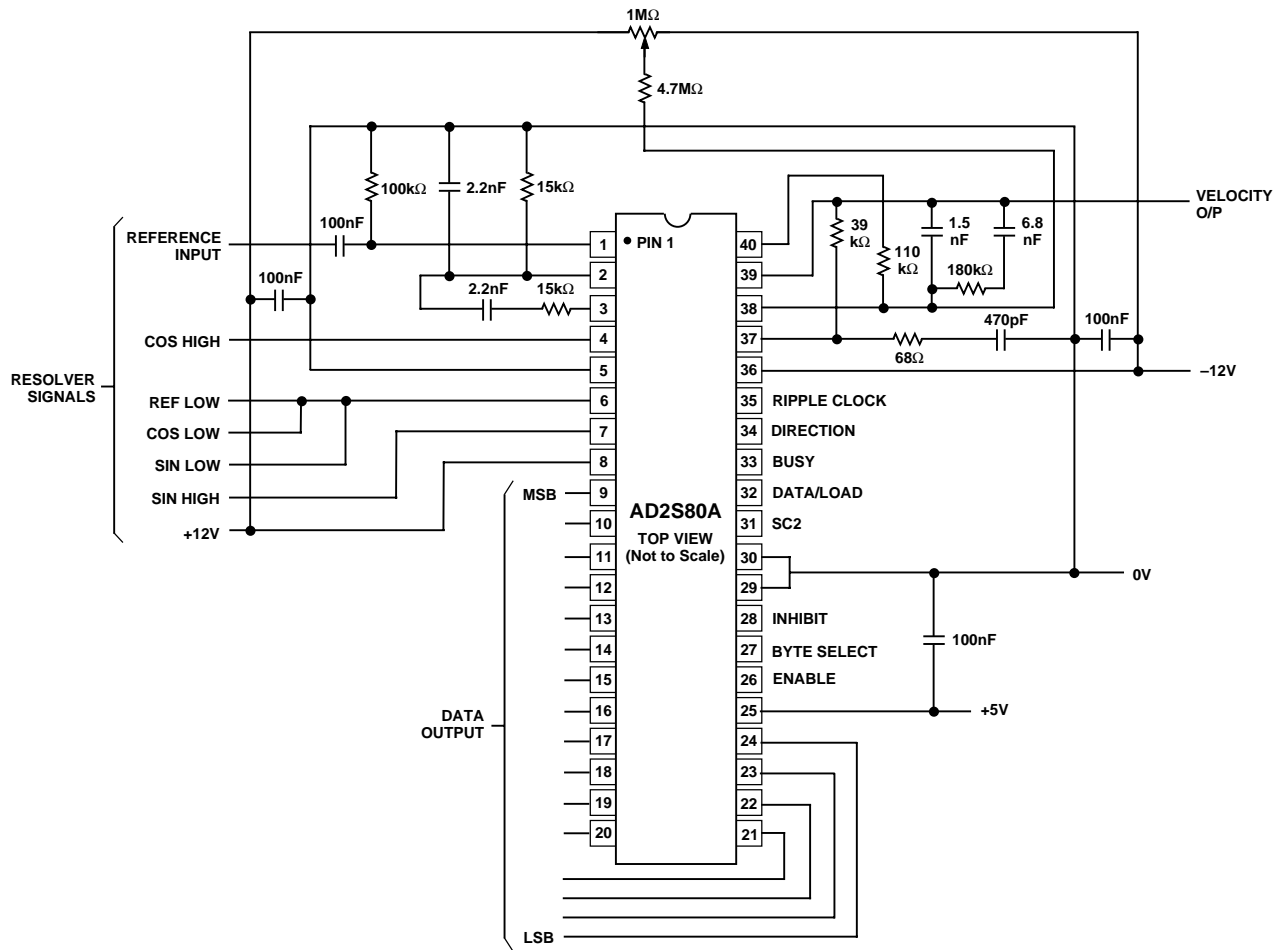 1MΩ
4.7MΩ
100kΩ
2.2nF
15kΩ
100nF
REFERENCE
INPUT
100nF
2.2nF
15kΩ
COS HIGH
RESOLVER
SIGNALS
REF LOW
COS LOW
SIN LOW
SIN HIGH
+12V
PIN 1
1
2
3
4
5
6
7
8
9
10
11
12
13
14
15
16
17
18
19
20
AD2S80A
TOP VIEW
(Not to Scale)
40
39
38
37
36
35
34
33
32
31
30
29
28
27
26
25
24
23
22
21
VELOCITY
O/P
39
kΩ
110
kΩ
1.5
nF
6.8
nF
180kΩ
68Ω
470pF
100nF
–12V
RIPPLE CLOCK
DIRECTION
BUSY
DATA/LOAD
SC2
0V
INHIBIT
BYTE SELECT
ENABLE
100nF
+5V
MSB
DATA
OUTPUT
LSB